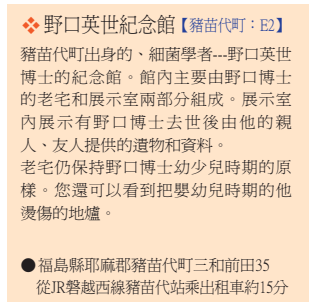 ❖ 野口英世紀念館【豬苗代町：E2】
豬苗代町出身的、細菌學者---野口英世
博士的紀念館。館內主要由野口博士
的老宅和展示室兩部分組成。展示室
內展示有野口博士去世後由他的親
人、友人提供的遺物和資料。
老宅仍保持野口博士幼少兒時期的原
樣。您還可以看到把嬰幼兒時期的他
燙傷的地爐。
●福島縣耶麻郡豬苗代町三和前田35
從JR磐越西線豬苗代站乘出租車約15分